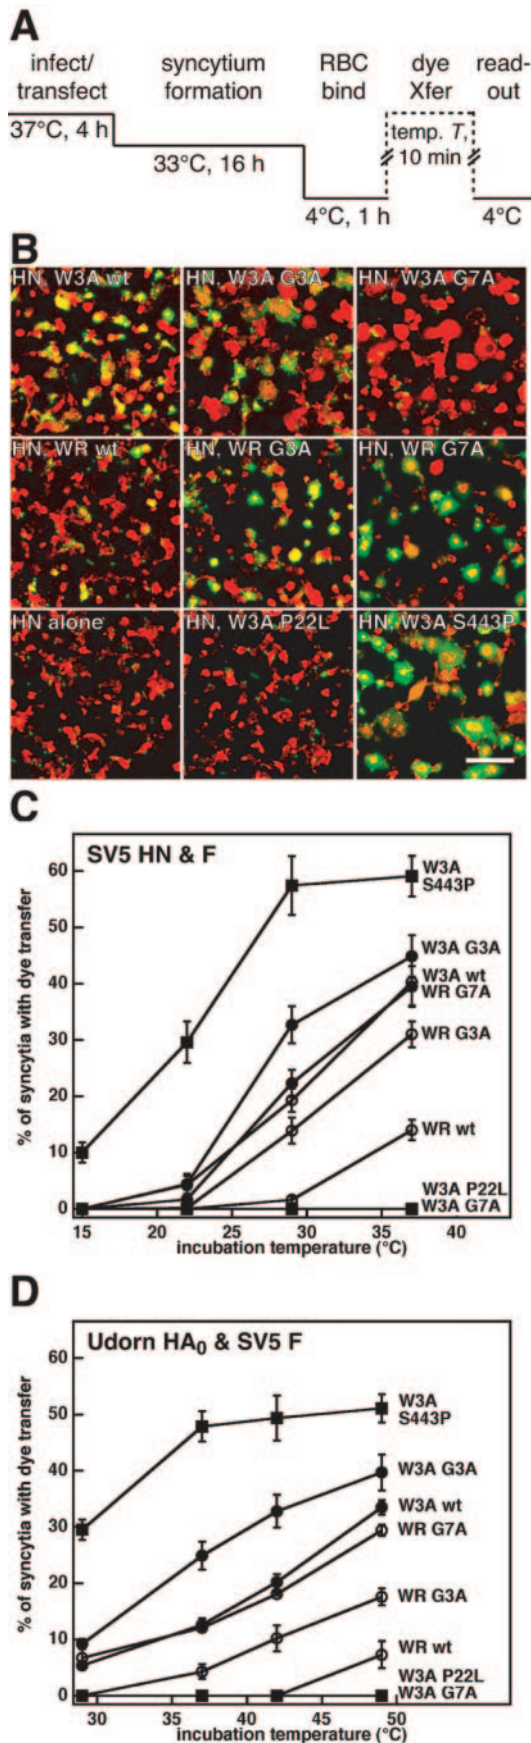 A
infect/ syncytium RBC dye read-
transfect formation bind Xfer out
37°C, 4 h temp. T,
33°C, 16 h 10 min
4°C, 1 h 4°C
B
HN, W3A wt HN, W3A G3A HN, W3A G7A
HN, WR wt HN, WR G3A HN, WR G7A
HN alone HN, W3A P22L HN, W3A S443P
C
SV5 HN & F
% of syncytia with dye transfer
60
50
40
30
20
10
0
W3A
S443P
W3A G3A
W3A wt
WR G7A
WR G3A
WR wt
W3A P22L
W3A G7A
15 20 25 30 35 40
incubation temperature (°C)
D
Udorn HA0 & SV5 F
% of syncytia with dye transfer
60
50
40
30
20
10
0
W3A
S443P
W3A G3A
W3A wt
WR G7A
WR G3A
WR wt
W3A P22L
W3A G7A
30 35 40 45 50
incubation temperature (°C)